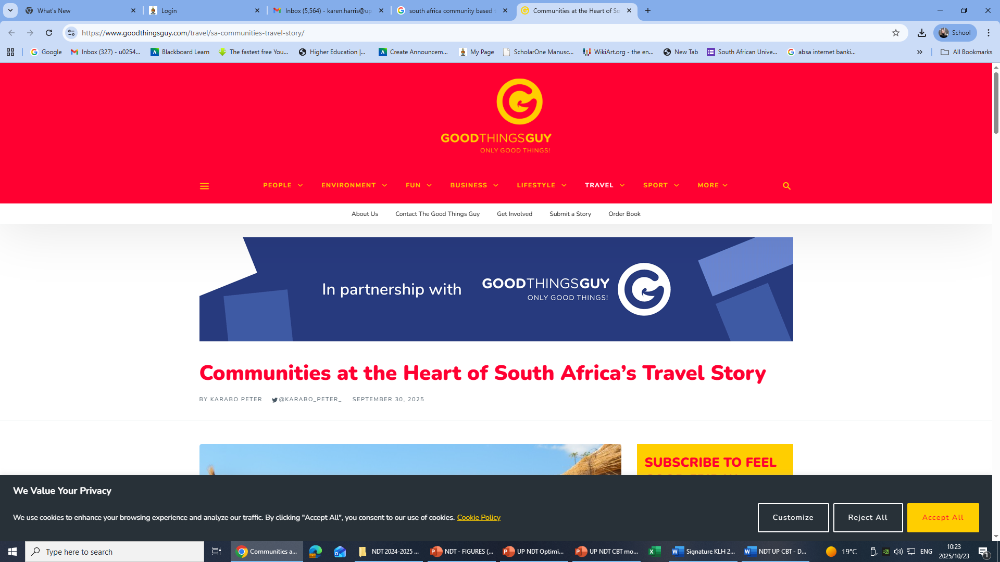 What's New
Login
Inbox (5,564) - karen.harris@up
south africa community based t
Communities at the Heart of So
https://www.goodthingsguy.com/travel/sa-communities-travel-story/
School
Google
Inbox (327) - u0254...
Blackboard Learn
The fastest free You...
Higher Education |...
Create Announcem...
My Page
ScholarOne Manusc...
WikiArt.org - the en...
New Tab
South African Unive...
absa internet banki...
All Bookmarks
GOODTHINGSGUY
ONLY GOOD THINGS!
PEOPLE ENVIRONMENT FUN BUSINESS LIFESTYLE TRAVEL SPORT MORE
About Us Contact The Good Things Guy Get Involved Submit a Story Order Book
In partnership with GOODTHINGSGUY
ONLY GOOD THINGS!
Communities at the Heart of South Africa's Travel Story
BY KARABO PETER @KARABO_PETER_ SEPTEMBER 30, 2025
SUBSCRIBE TO FEEL
We Value Your Privacy
We use cookies to enhance your browsing experience and analyze our traffic. By clicking "Accept All", you consent to our use of cookies. Cookie Policy
Customize
Reject All
Accept All
Type here to search
Communities a...
NDT 2024-2025 ...
NDT - FIGURES (...
UP NDT Optimi...
UP NDT CBT mo...
Signature KLH 2...
NDT UP CBT - D...
19°C
ENG
10:23
2025/10/23
1